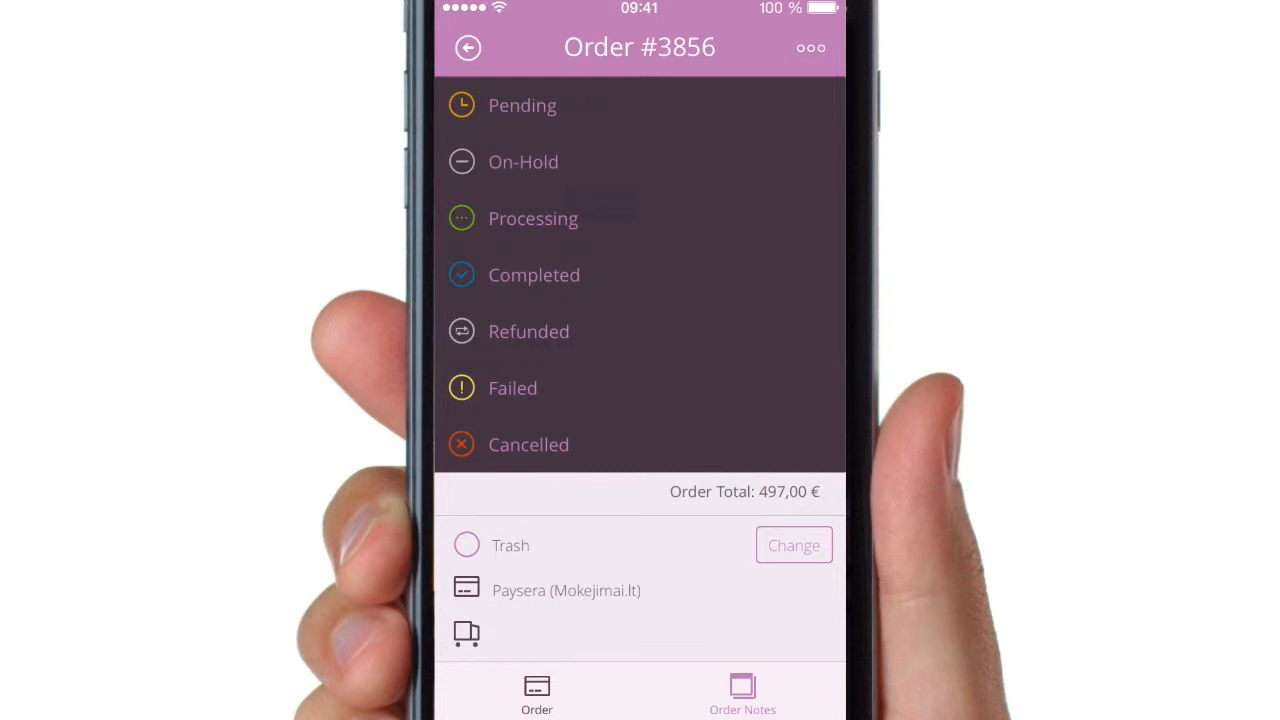 09:41 100 %
Order #3856
Pending
On-Hold
Processing
Completed
Refunded
Failed
Cancelled
Order Total: 497,00 €
Trash Change
Paysera (Mokejimai.lt)
Order Order Notes